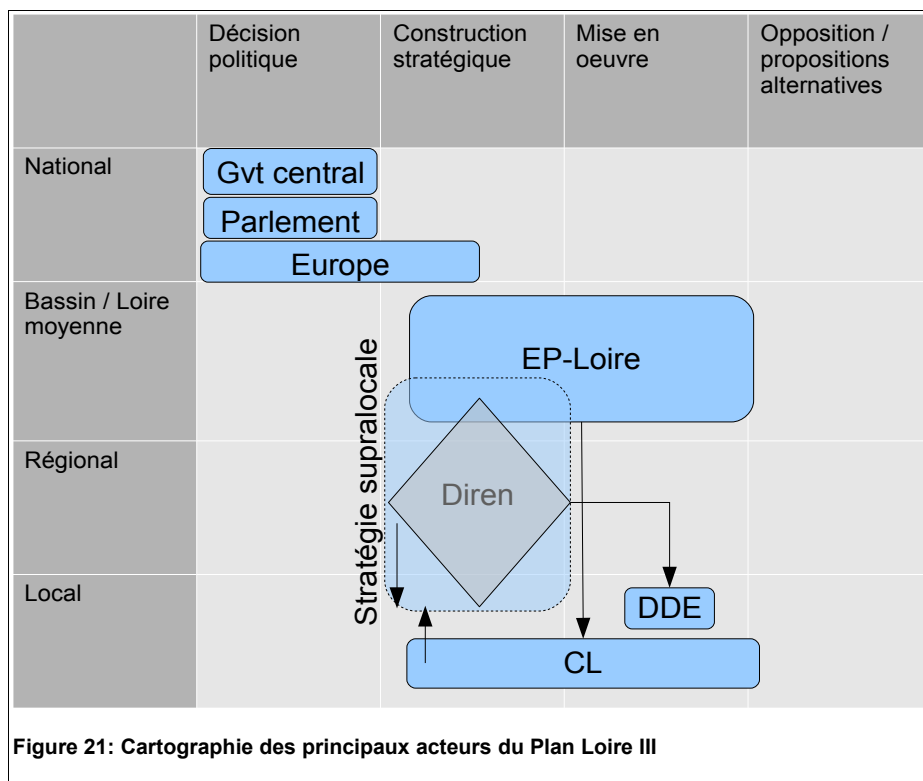 Décision
politique
Construction
stratégique
Mise en
oeuvre
Opposition /
propositions
alternatives
National
Gvt central
Parlement
Europe
Bassin / Loire
moyenne
EP-Loire
Stratégie supralocale
Régional
Diren
Local
DDE
CL
Figure 21: Cartographie des principaux acteurs du Plan Loire III